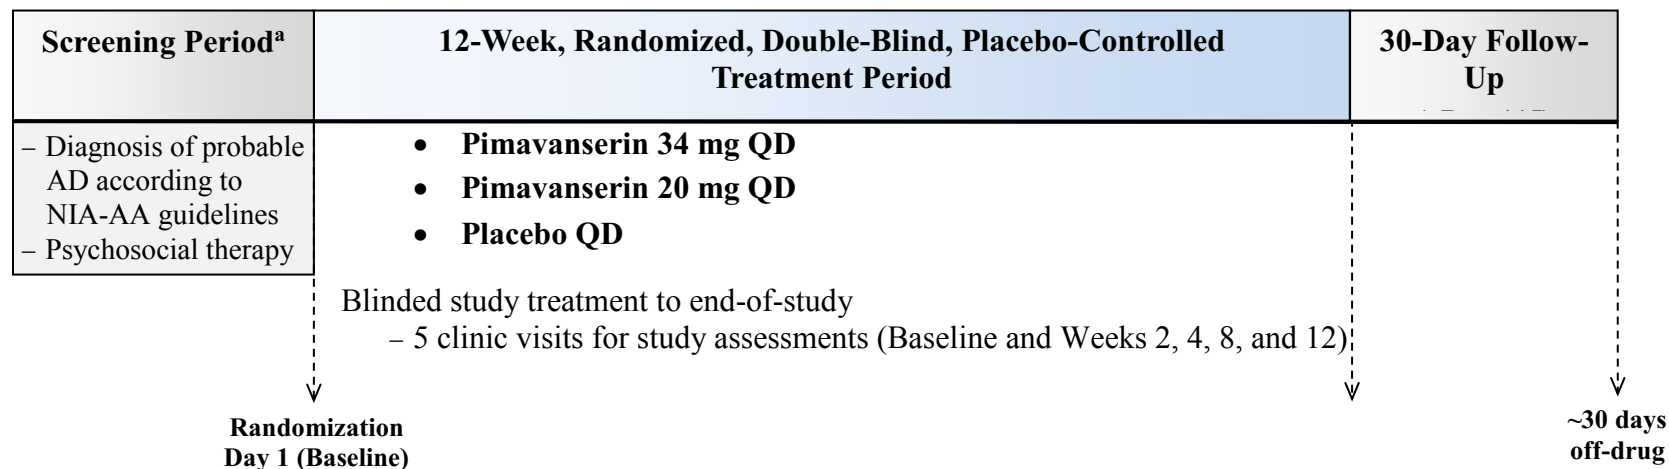 Screening Periodᵃ
12-Week, Randomized, Double-Blind, Placebo-Controlled
Treatment Period
30-Day Follow-
Up
– Diagnosis of probable
AD according to
NIA-AA guidelines
– Psychosocial therapy
• Pimavanserin 34 mg QD
• Pimavanserin 20 mg QD
• Placebo QD
Blinded study treatment to end-of-study
– 5 clinic visits for study assessments (Baseline and Weeks 2, 4, 8, and 12)
Randomization
Day 1 (Baseline)
~30 days
off-drug